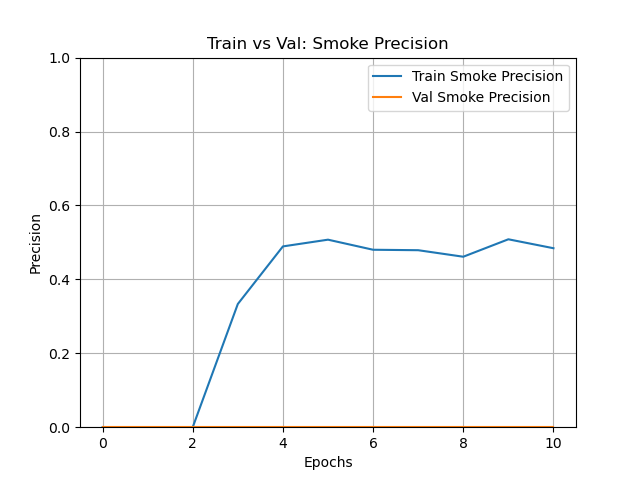 Train vs Val: Smoke Precision
Train Smoke Precision
Val Smoke Precision
Precision
1.0
0.8
0.6
0.4
0.2
0.0
0 2 4 6 8 10
Epochs